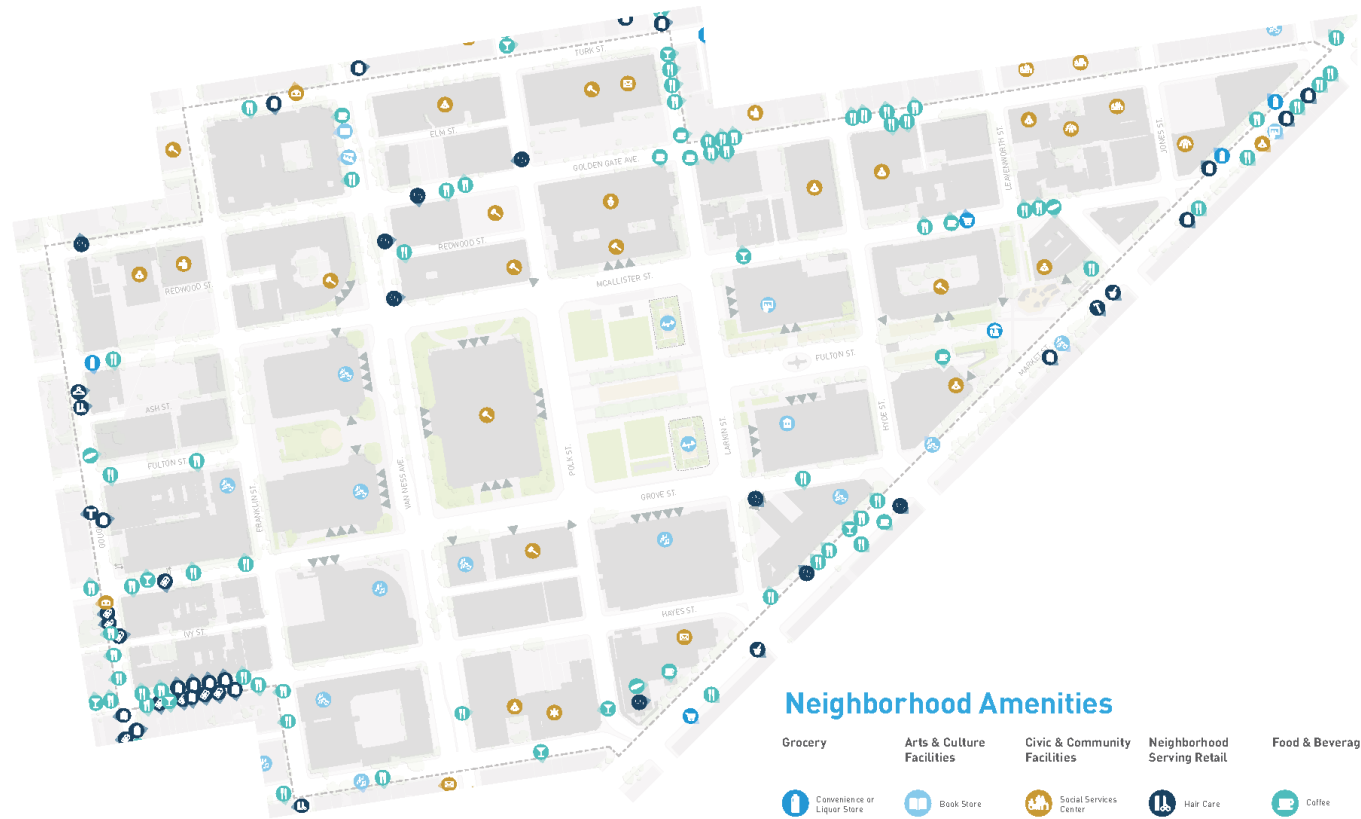 TURK ST.
ELM ST.
GOLDEN GATE AVE.
LEAVENWORTH ST.
JONES ST.
REDWOOD ST.
MCALLISTER ST.
REDWOOD ST.
FULTON ST.
MARKET ST.
ASH ST.
HYDE ST.
LARKIN ST.
POLK ST.
VAN NESS AVE.
FULTON ST.
FRANKLIN ST.
GROVE ST.
GOUG
HAYES ST.
IVY ST.
Neighborhood Amenities
Grocery
Arts & Culture
Facilities
Civic & Community
Facilities
Neighborhood
Serving Retail
Food & Beverag
Convenience or
Liquor Store
Book Store
Social Services
Center
Hair Care
Coffee